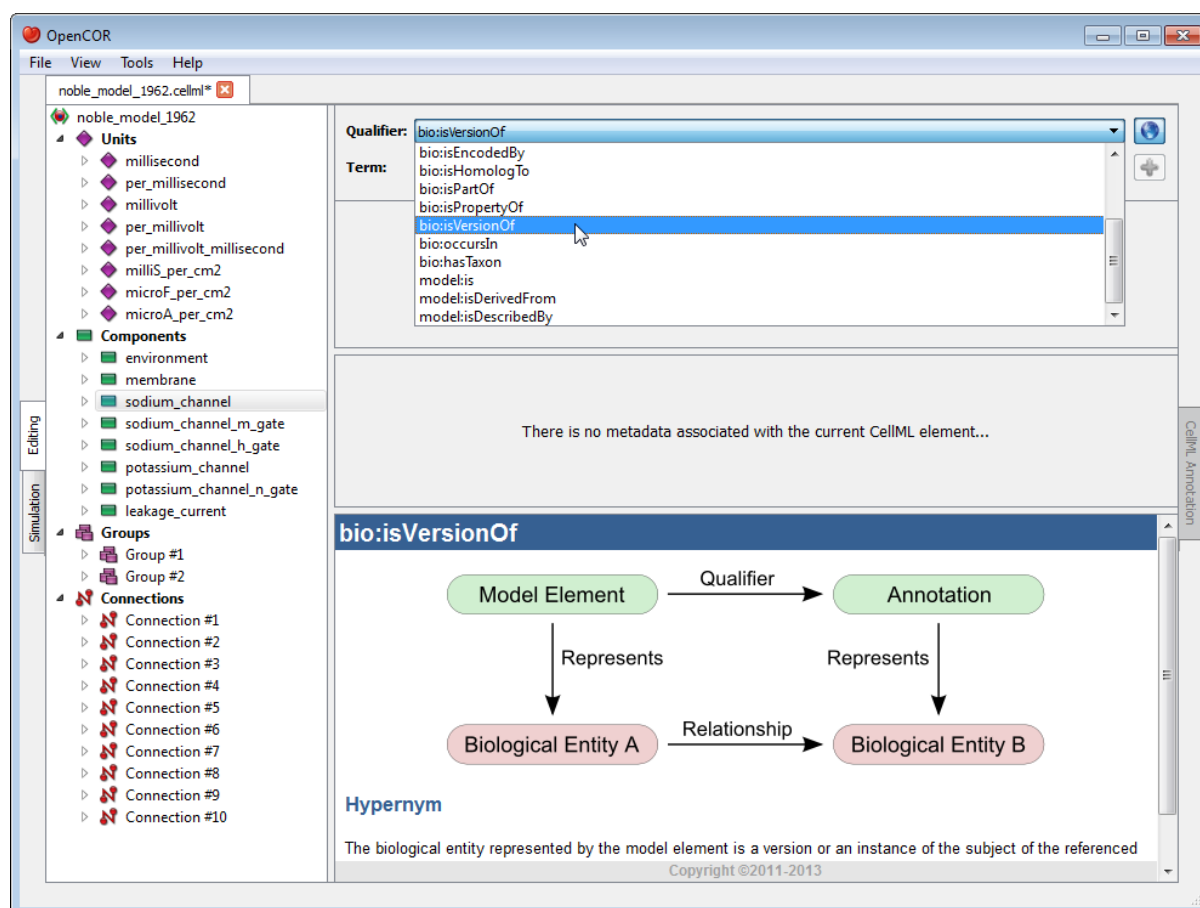 OpenCOR
File View Tools Help
noble_model_1962.cellml*
noble_model_1962
Units
millisecond
per_millisecond
millivolt
per_millivolt
per_millivolt_millisecond
milliS_per_cm2
microF_per_cm2
microA_per_cm2
Components
environment
membrane
sodium_channel
sodium_channel_m_gate
sodium_channel_h_gate
potassium_channel
potassium_channel_n_gate
leakage_current
Groups
Group #1
Group #2
Connections
Connection #1
Connection #2
Connection #3
Connection #4
Connection #5
Connection #6
Connection #7
Connection #8
Connection #9
Connection #10
Editing
Simulation
Qualifier: bio:isVersionOf
Term:
bio:isEncodedBy
bio:isHomologTo
bio:isPartOf
bio:isPropertyOf
bio:isVersionOf
bio:occursIn
bio:hasTaxon
model:is
model:isDerivedFrom
model:isDescribedBy
There is no metadata associated with the current CellML element...
bio:isVersionOf
Model Element
Qualifier
Annotation
Represents
Represents
Biological Entity A
Relationship
Biological Entity B
Hypernym
The biological entity represented by the model element is a version or an instance of the subject of the referenced
Copyright ©2011-2013
CellML Annotation